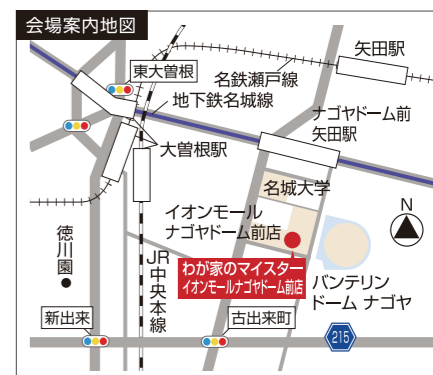 会場案内地図
矢田駅
東大曽根
名鉄瀬戸線
地下鉄名城線
ナゴヤドーム前
矢田駅
大曽根駅
名城大学
N
イオンモール
ナゴヤドーム前店
徳川園
JR中央本線
わが家のマイスター
イオンモールナゴヤドーム前店
バンテリン
ドーム ナゴヤ
新出来
古出来町
215